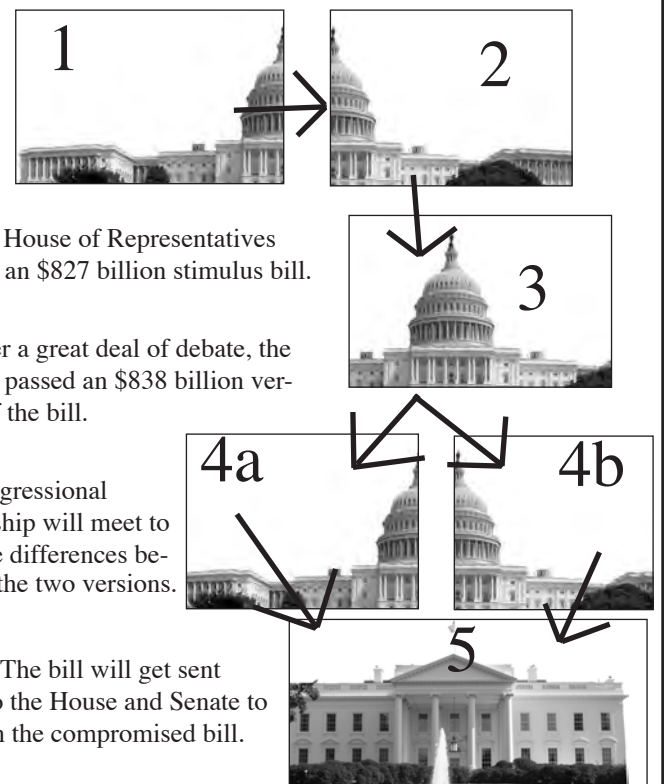 1
2
House of Representatives
an $827 billion stimulus bill.
3
er a great deal of debate, the
passed an $838 billion ver-
the bill.
4a
4b
gressional
ship will meet to
differences be-
the two versions.
5
The bill will get sent
the House and Senate to
the compromised bill.